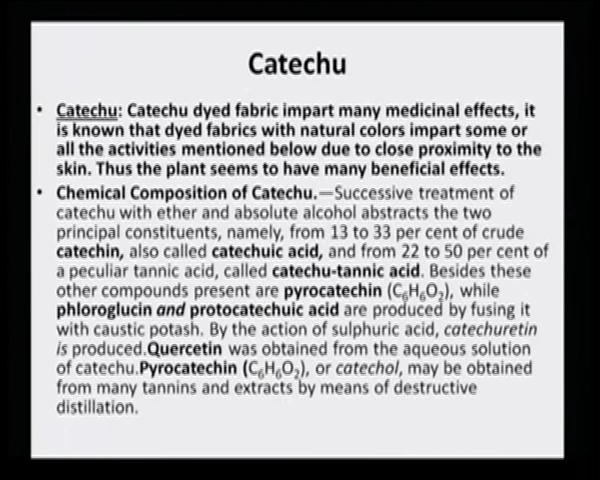 Catechu
• Catechu: Catechu dyed fabric impart many medicinal effects, it
is known that dyed fabrics with natural colors impart some or
all the activities mentioned below due to close proximity to the
skin. Thus the plant seems to have many beneficial effects.
• Chemical Composition of Catechu.—Successive treatment of
catechu with ether and absolute alcohol abstracts the two
principal constituents, namely, from 13 to 33 per cent of crude
catechin, also called catechuic acid, and from 22 to 50 per cent of
a peculiar tannic acid, called catechu-tannic acid. Besides these
other compounds present are pyrocatechin (C₆H₆O₂), while
phloroglucin and protocatechuic acid are produced by fusing it
with caustic potash. By the action of sulphuric acid, catechuretin
is produced.Quercetin was obtained from the aqueous solution
of catechu.Pyrocatechin (C₆H₆O₂), or catechol, may be obtained
from many tannins and extracts by means of destructive
distillation.